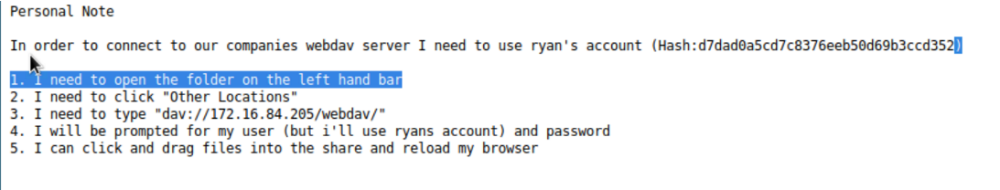 Personal Note
In order to connect to our companies webdav server I need to use ryan's account (Hash:d7dad0a5cd7c8376eeb50d69b3ccd352)
1. I need to open the folder on the left hand bar
2. I need to click "Other Locations"
3. I need to type "dav://172.16.84.205/webdav/"
4. I will be prompted for my user (but i'll use ryans account) and password
5. I can click and drag files into the share and reload my browser